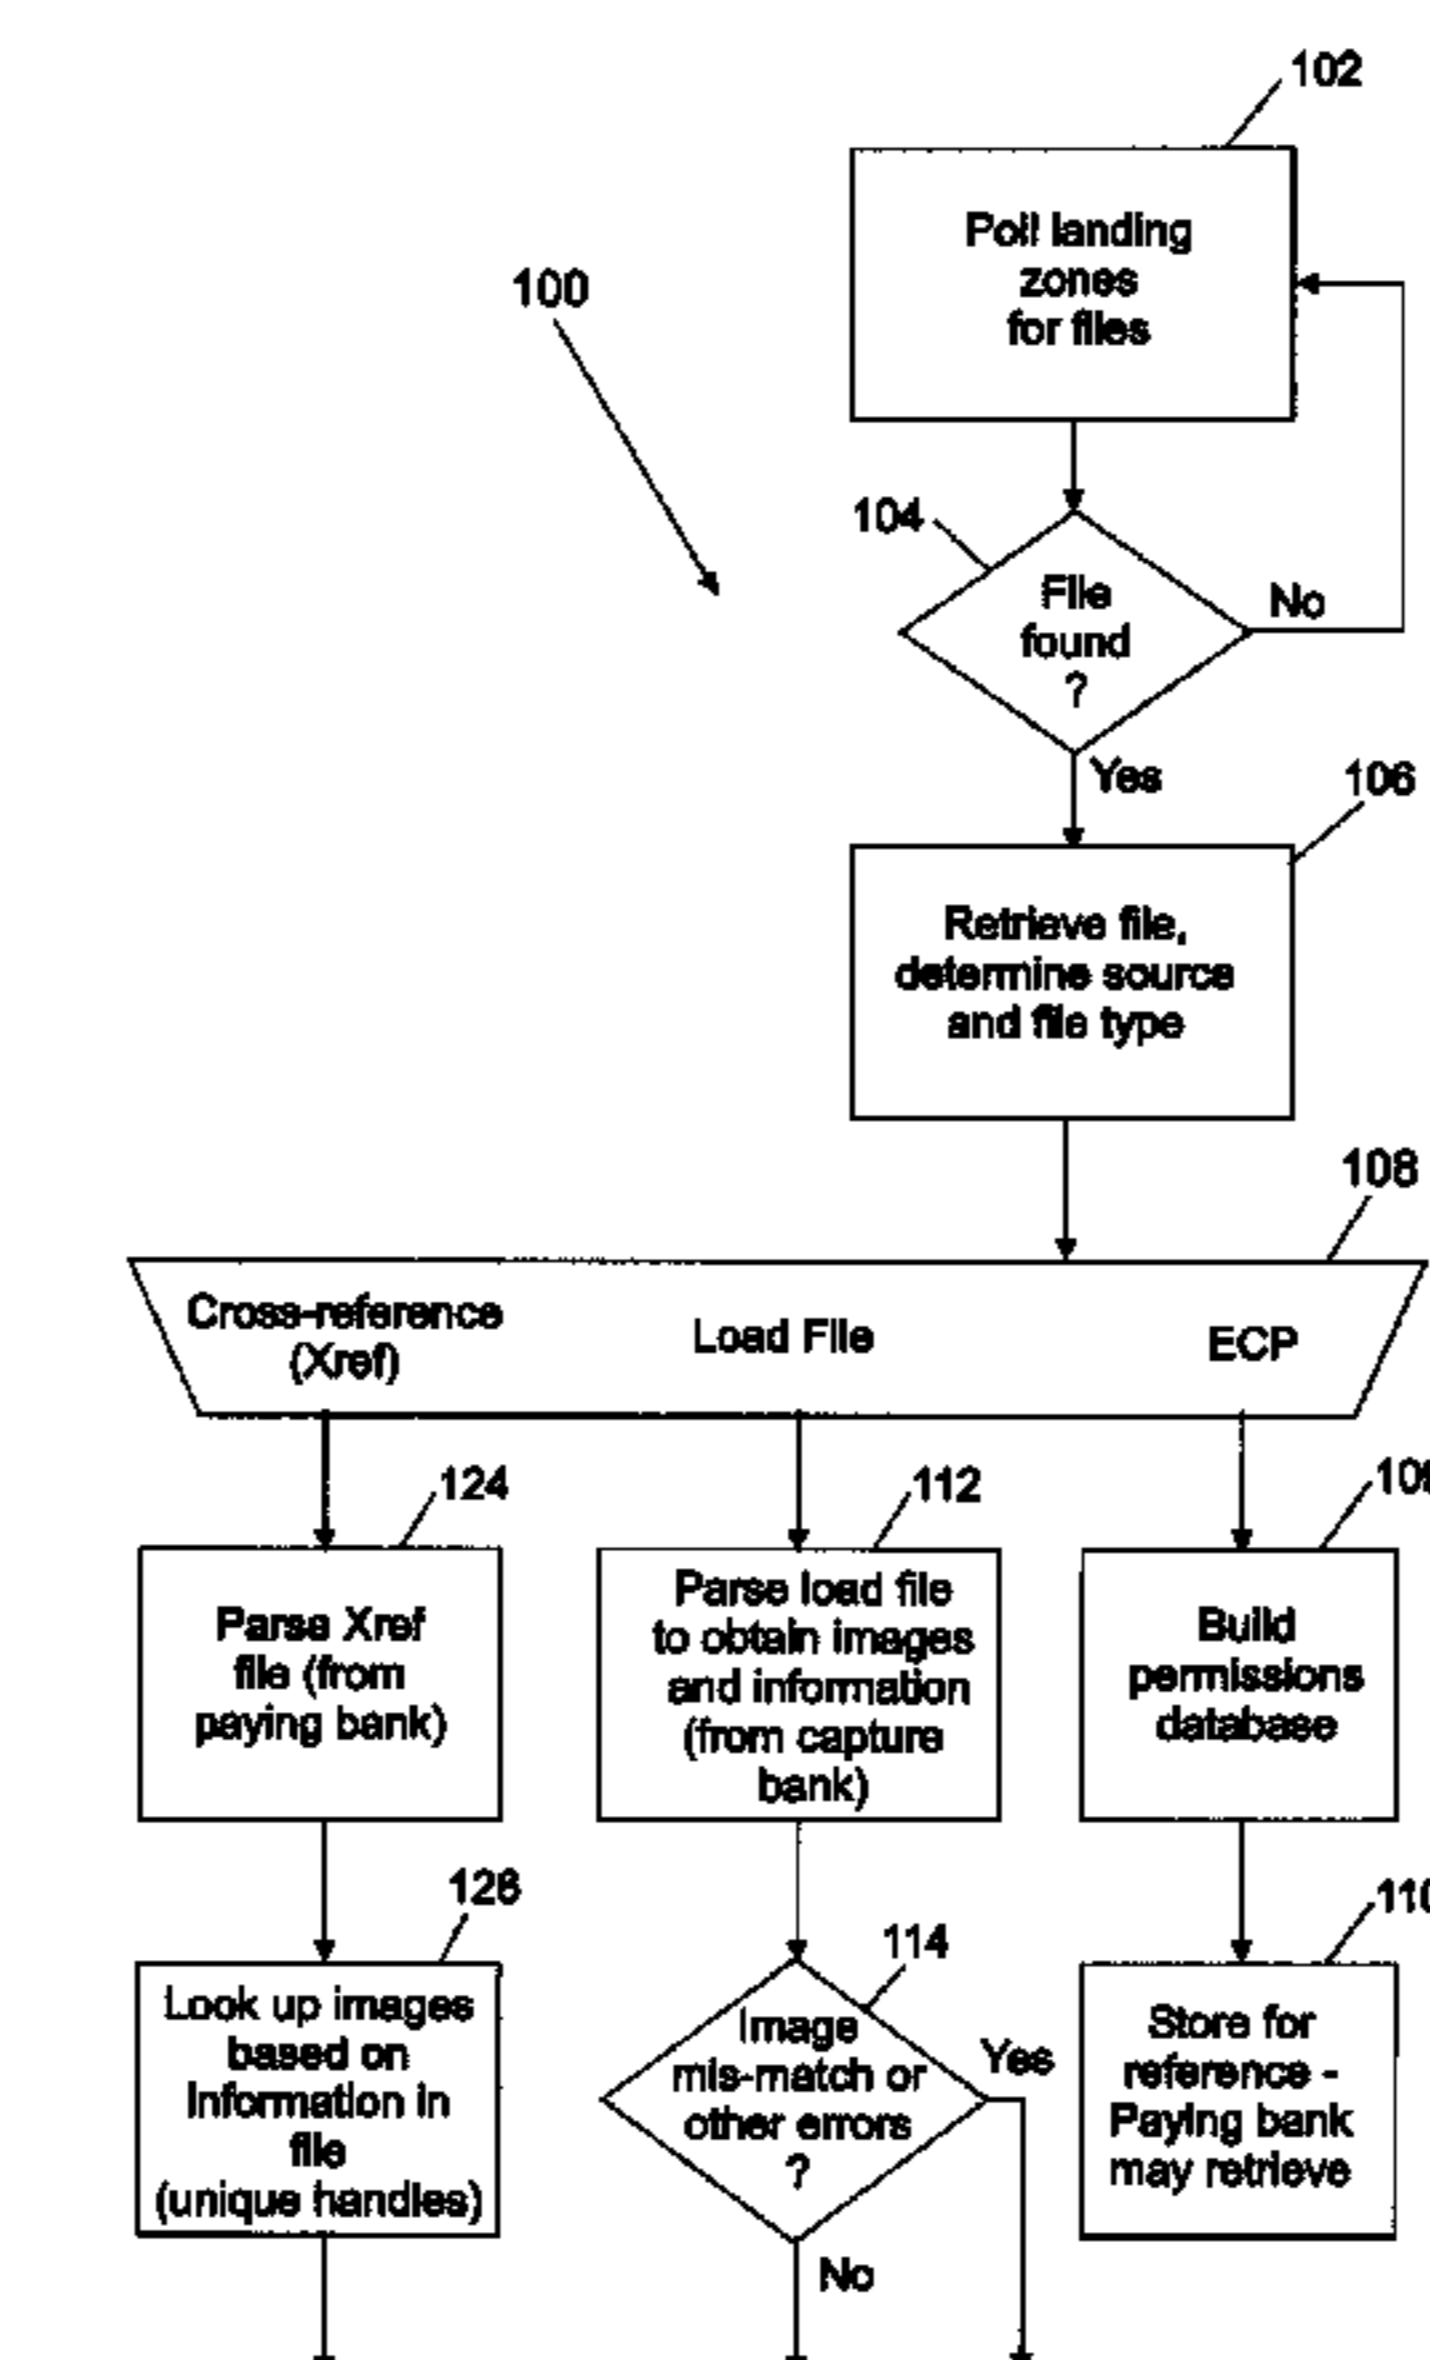 102
Poll landing
zones
for files
100
104
File
found
?
No
Yes
106
Retrieve file,
determine source
and file type
108
Cross-reference
(Xref)
Load File
ECP
124
Parse Xref
file (from
paying bank)
112
Parse load file
to obtain images
and information
(from capture
bank)
Build
permissions
database
126
Look up images
based on
information in
file
(unique handles)
114
Image
mis-match or
other errors
?
Yes
No
110
Store for
reference -
Paying bank
may retrieve